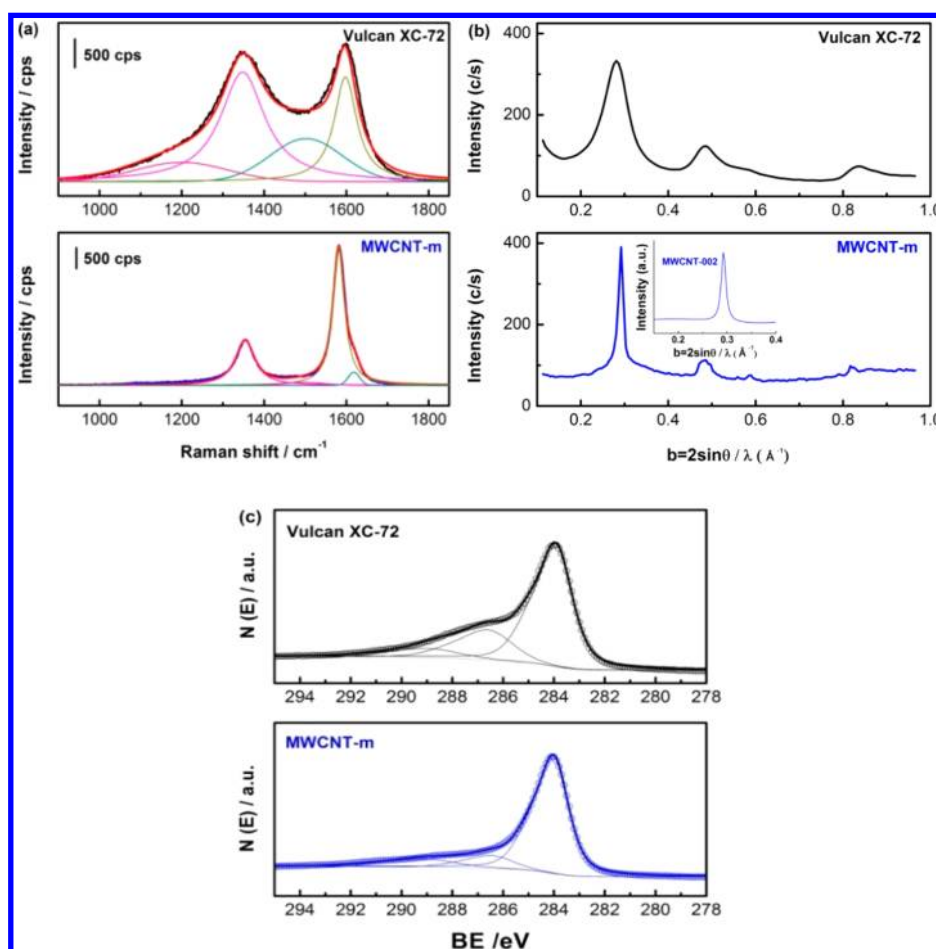 (a)
Vulcan XC-72
500 cps
Intensity / cps
1000 1200 1400 1600 1800
MWCNT-m
500 cps
Intensity / cps
1000 1200 1400 1600 1800
Raman shift / cm⁻¹
(b)
Vulcan XC-72
Intensity (c/s)
400
200
0
0.2 0.4 0.6 0.8 1.0
MWCNT-m
Intensity (c/s)
400
200
0
MWCNT-002
Intensity (a.u.)
0.2 0.3 0.4
b=2sinθ / λ ( Å⁻¹)
0.2 0.4 0.6 0.8 1.0
b=2sinθ / λ ( Å⁻¹)
(c)
Vulcan XC-72
N (E) / a.u.
294 292 290 288 286 284 282 280 278
MWCNT-m
N (E) / a.u.
294 292 290 288 286 284 282 280 278
BE /eV